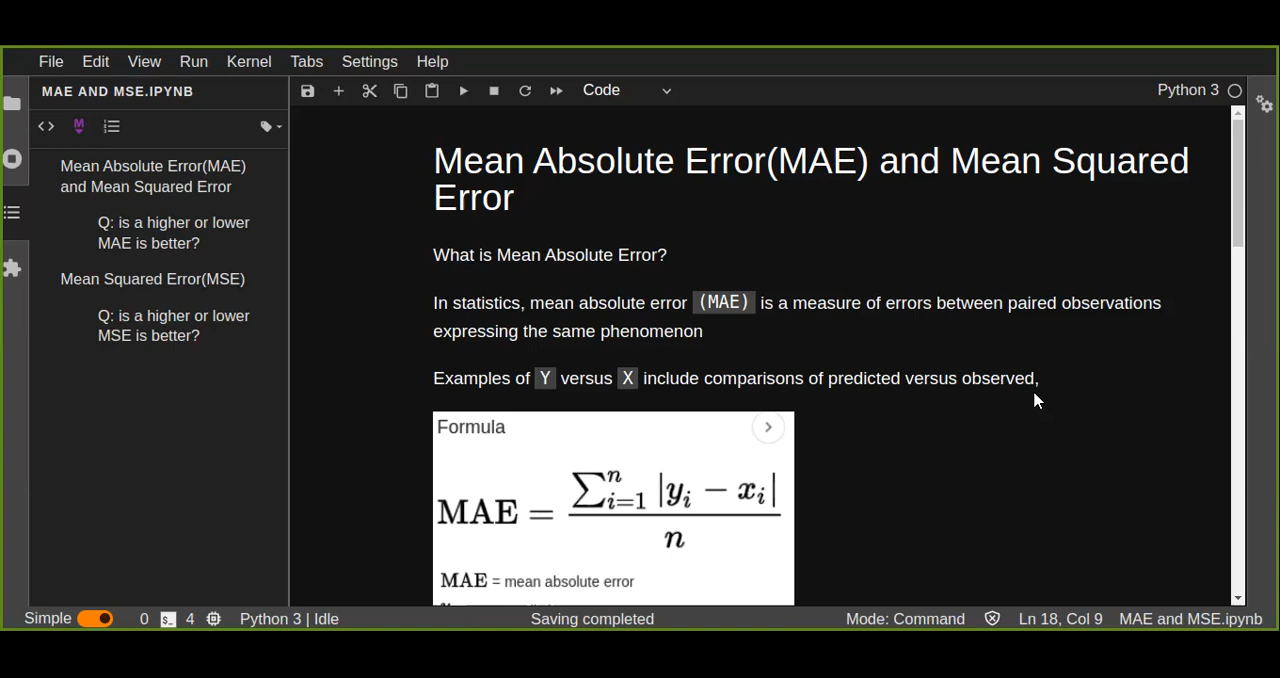 File Edit View Run Kernel Tabs Settings Help
MAE AND MSE.IPYNB
Code
Python 3
Mean Absolute Error(MAE)
and Mean Squared Error
Q: is a higher or lower
MAE is better?
Mean Squared Error(MSE)
Q: is a higher or lower
MSE is better?
Mean Absolute Error(MAE) and Mean Squared
Error
What is Mean Absolute Error?
In statistics, mean absolute error (MAE) is a measure of errors between paired observations
expressing the same phenomenon
Examples of Y versus X include comparisons of predicted versus observed,
Formula
MAE = \frac{\sum_{i=1}^{n} |y_i - x_i|}{n}
MAE = mean absolute error
Simple 0 $_ 4 Python 3 | Idle Saving completed Mode: Command Ln 18, Col 9 MAE and MSE.ipynb